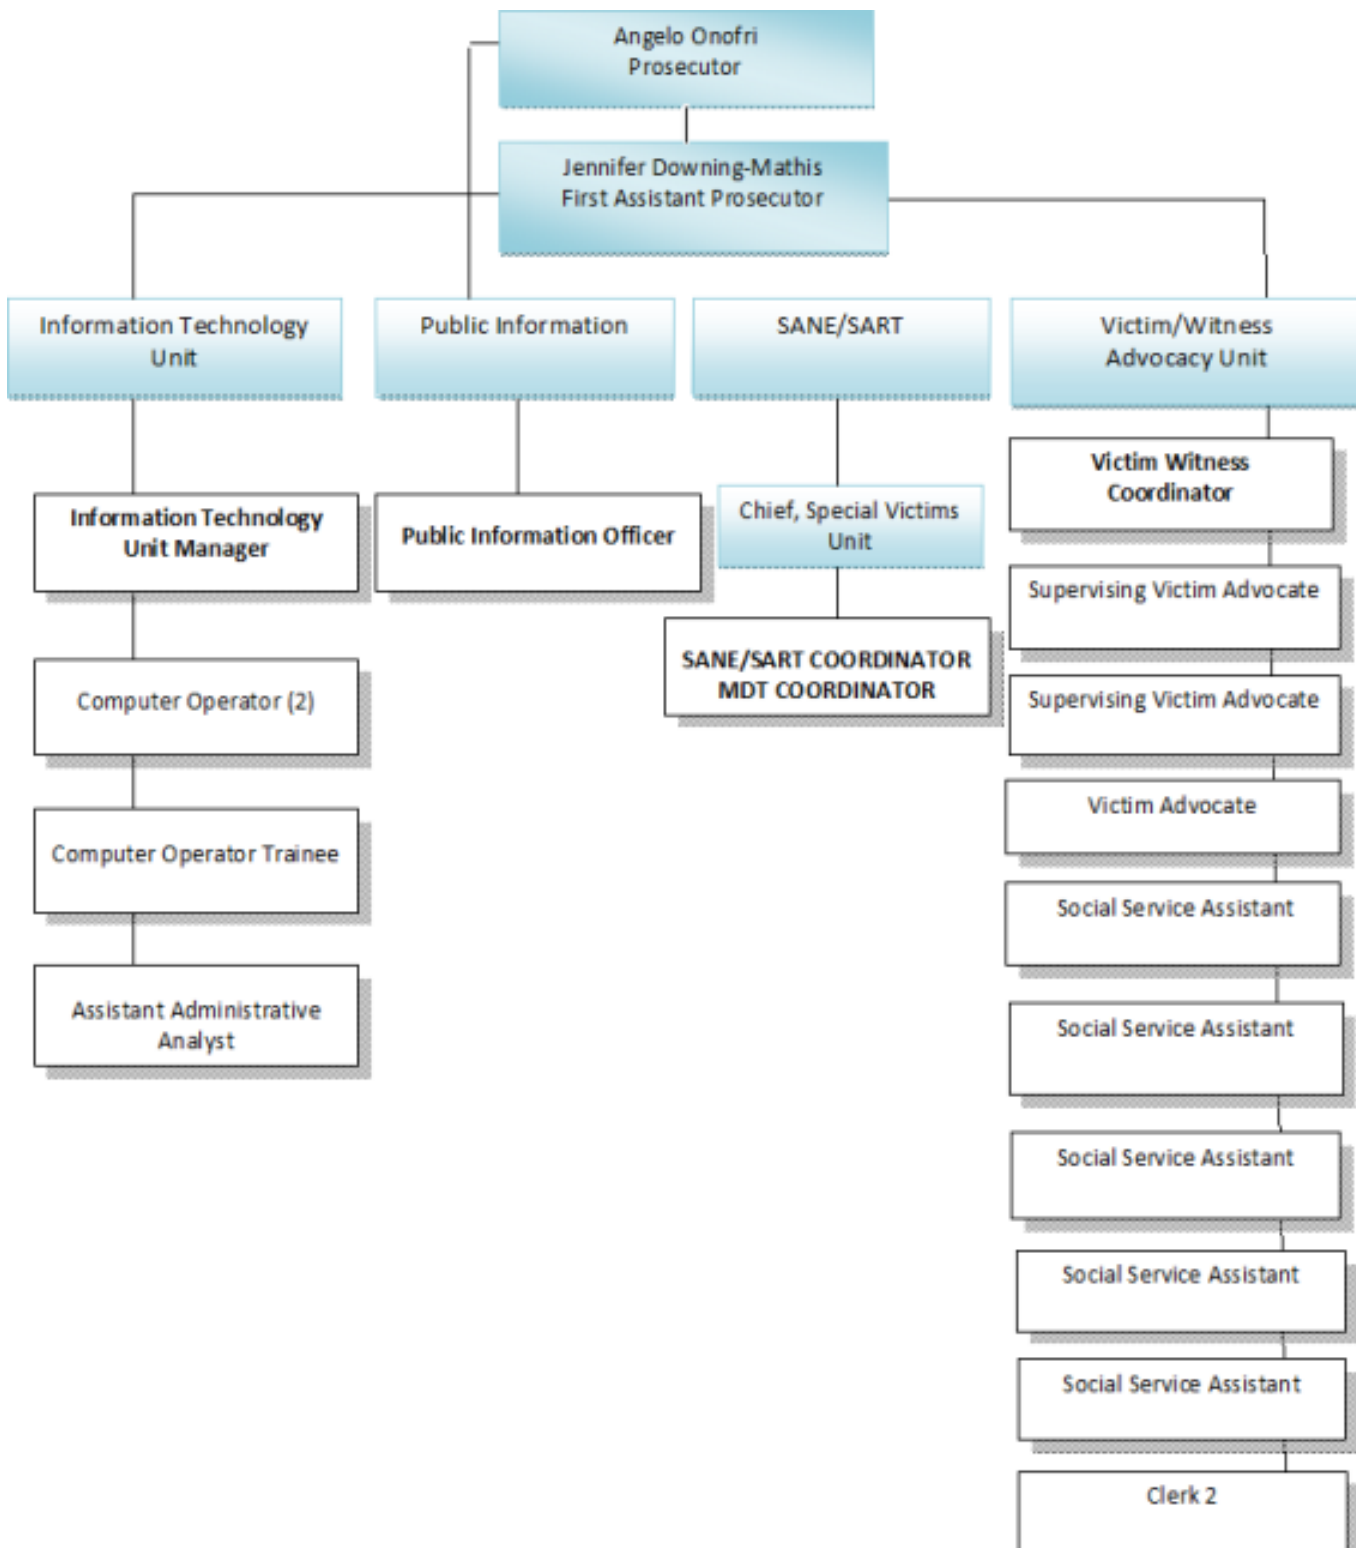 Angelo Onofri
Prosecutor
Jennifer Downing-Mathis
First Assistant Prosecutor
Information Technology
Unit
Public Information
SANE/SART
Victim/Witness
Advocacy Unit
Information Technology
Unit Manager
Computer Operator (2)
Computer Operator Trainee
Assistant Administrative
Analyst
Public Information Officer
Chief, Special Victims
Unit
SANE/SART COORDINATOR
MDT COORDINATOR
Victim Witness
Coordinator
Supervising Victim Advocate
Supervising Victim Advocate
Victim Advocate
Social Service Assistant
Social Service Assistant
Social Service Assistant
Social Service Assistant
Social Service Assistant
Clerk 2